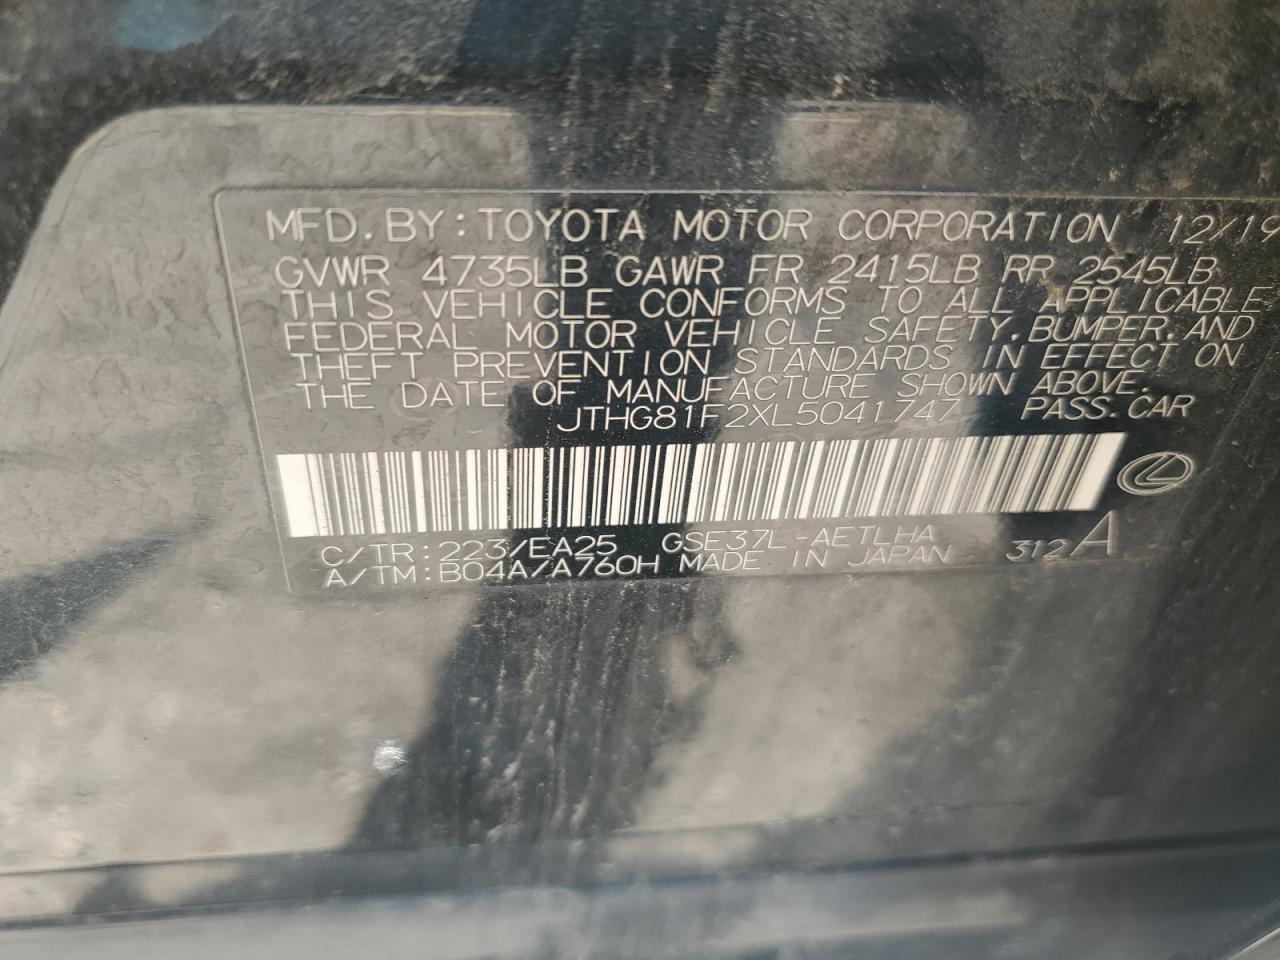 MFD. BY: TOYOTA MOTOR CORPORATION 12/19
GVWR 4735LB GAWR FR 2415LB RR 2545LB
THIS VEHICLE CONFORMS TO ALL APPLICABLE
FEDERAL MOTOR VEHICLE SAFETY, BUMPER, AND
THEFT PREVENTION STANDARDS IN EFFECT ON
THE DATE OF MANUFACTURE SHOWN ABOVE.
JTHG81F2XL5041747 PASS. CAR
C/TR: 223/EA25 GSE37L-AETLHA 312A
A/TM: B04A/A760H MADE IN JAPAN